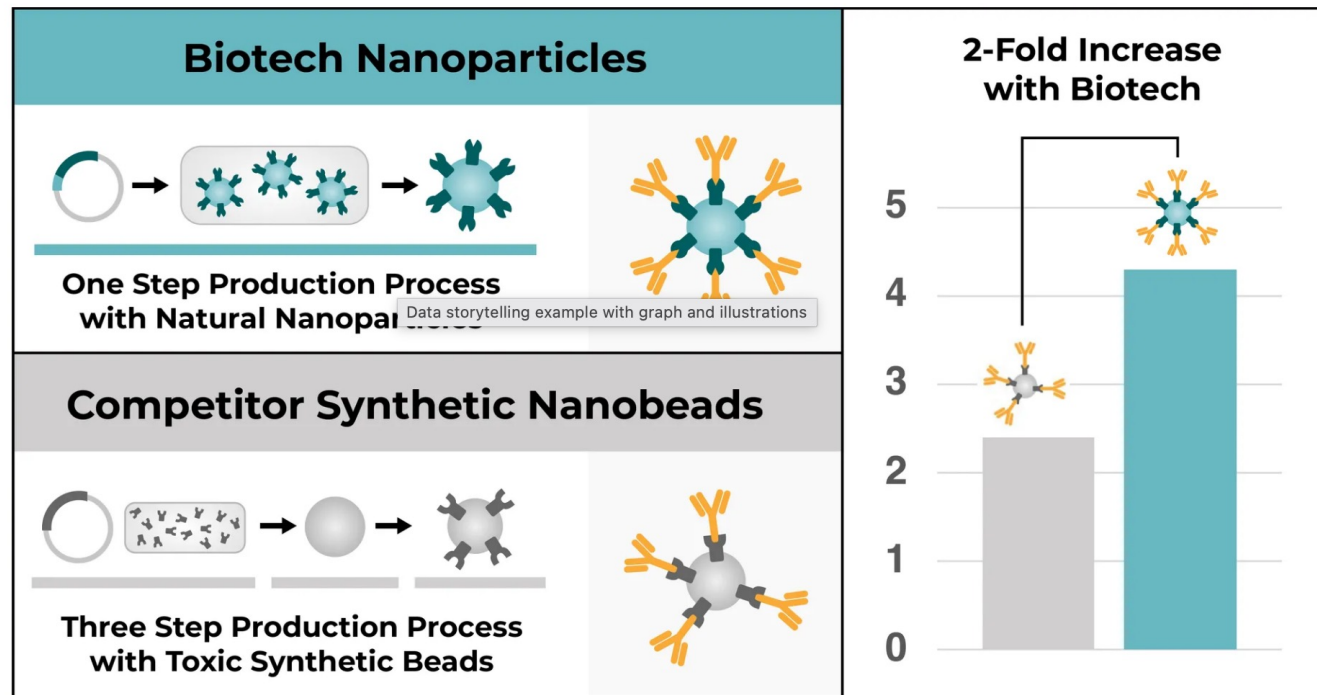 Biotech Nanoparticles
One Step Production Process
with Natural Nanoparticles
Data storytelling example with graph and illustrations
Competitor Synthetic Nanobeads
Three Step Production Process
with Toxic Synthetic Beads
2-Fold Increase
with Biotech
5
4
3
2
1
0